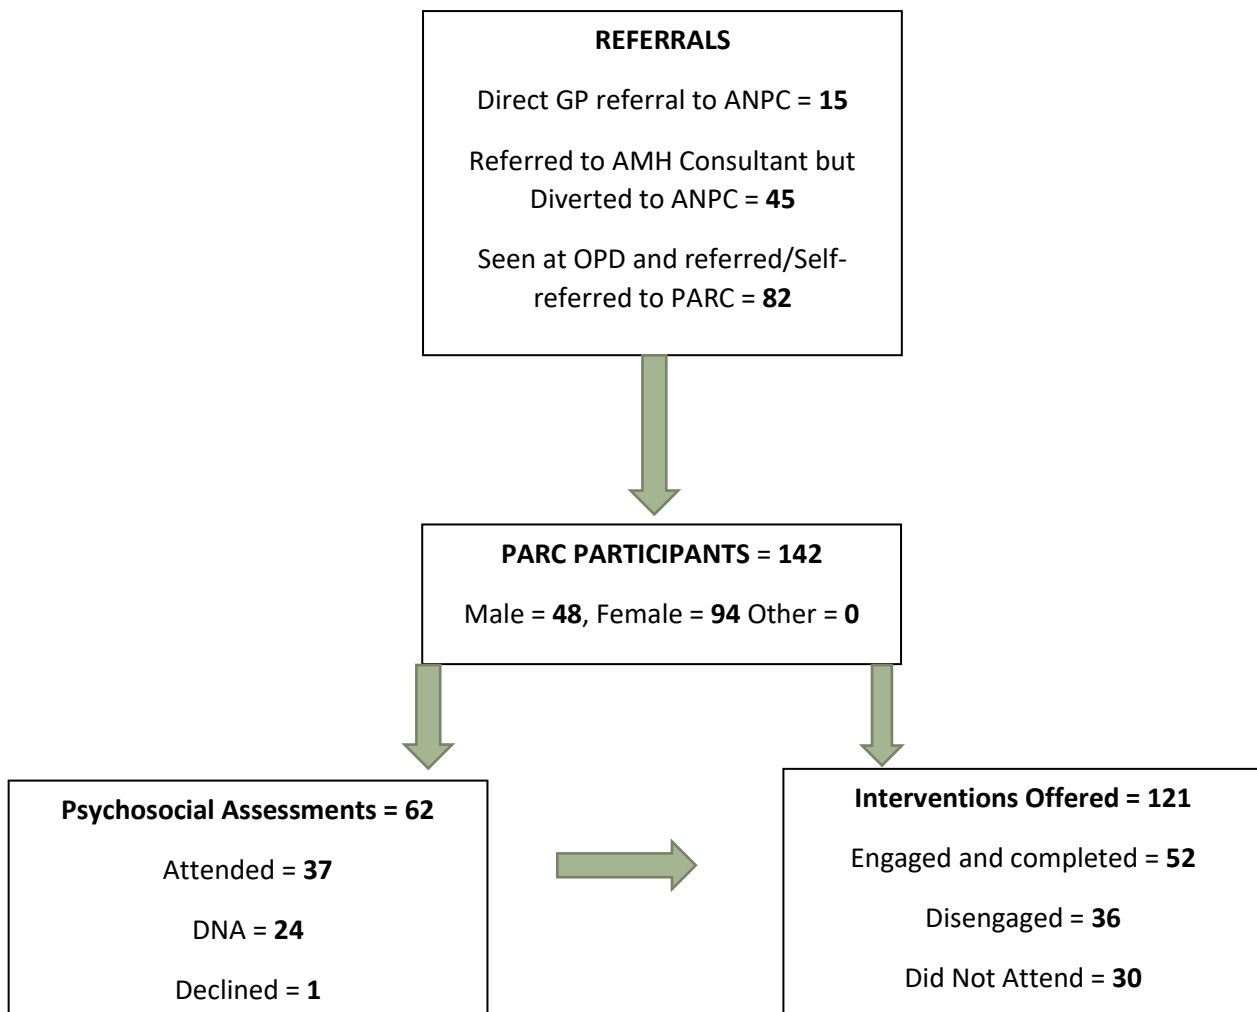 REFERRALS
Direct GP referral to ANPC = 15
Referred to AMH Consultant but
Diverted to ANPC = 45
Seen at OPD and referred/Self-
referred to PARC = 82
PARC PARTICIPANTS = 142
Male = 48, Female = 94 Other = 0
Psychosocial Assessments = 62
Attended = 37
DNA = 24
Declined = 1
Interventions Offered = 121
Engaged and completed = 52
Disengaged = 36
Did Not Attend = 30